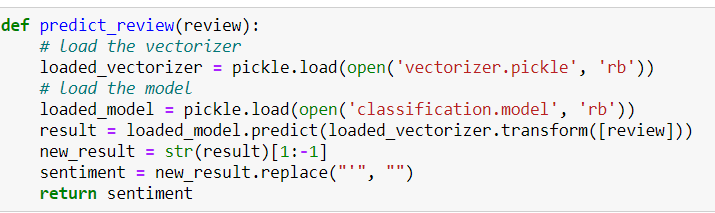 def predict_review(review):
    # load the vectorizer
    loaded_vectorizer = pickle.load(open('vectorizer.pickle', 'rb'))
    # load the model
    loaded_model = pickle.load(open('classification.model', 'rb'))
    result = loaded_model.predict(loaded_vectorizer.transform([review]))
    new_result = str(result)[1:-1]
    sentiment = new_result.replace("'", "")
    return sentiment